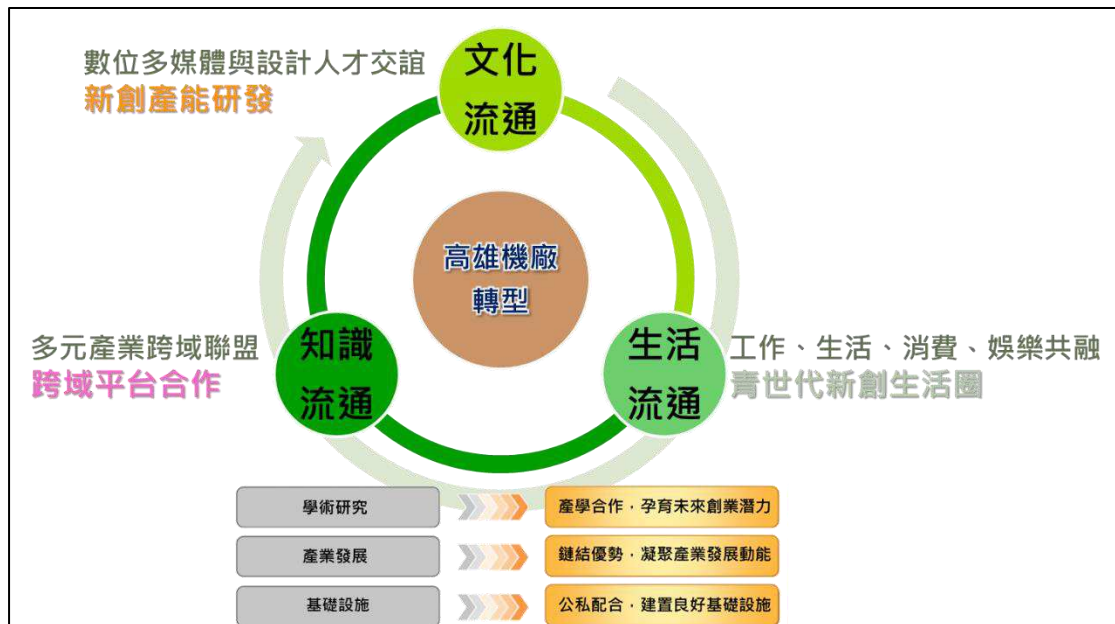 文化
流通
數位多媒體與設計人才交誼
新創產能研發
高雄機廠
轉型
多元產業跨域聯盟
跨域平台合作
知識
流通
生活
流通
工作、生活、消費、娛樂共融
青世代新創生活圈
學術研究
產學合作，孕育未來創業潛力
產業發展
鏈結優勢，凝聚產業發展動能
基礎設施
公私配合，建置良好基礎設施